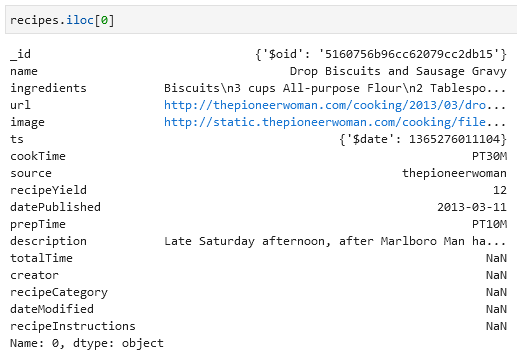 recipes.iloc[0]
_id {'$oid': '5160756b96cc62079cc2db15'}
name Drop Biscuits and Sausage Gravy
ingredients Biscuits\n3 cups All-purpose Flour\n2 Tablespo...
url http://thepioneerwoman.com/cooking/2013/03/dro...
image http://static.thepioneerwoman.com/cooking/file...
ts {'$date': 1365276011104}
cookTime PT30M
source thepioneerwoman
recipeYield 12
datePublished 2013-03-11
prepTime PT10M
description Late Saturday afternoon, after Marlboro Man ha...
totalTime NaN
creator NaN
recipeCategory NaN
dateModified NaN
recipeInstructions NaN
Name: 0, dtype: object